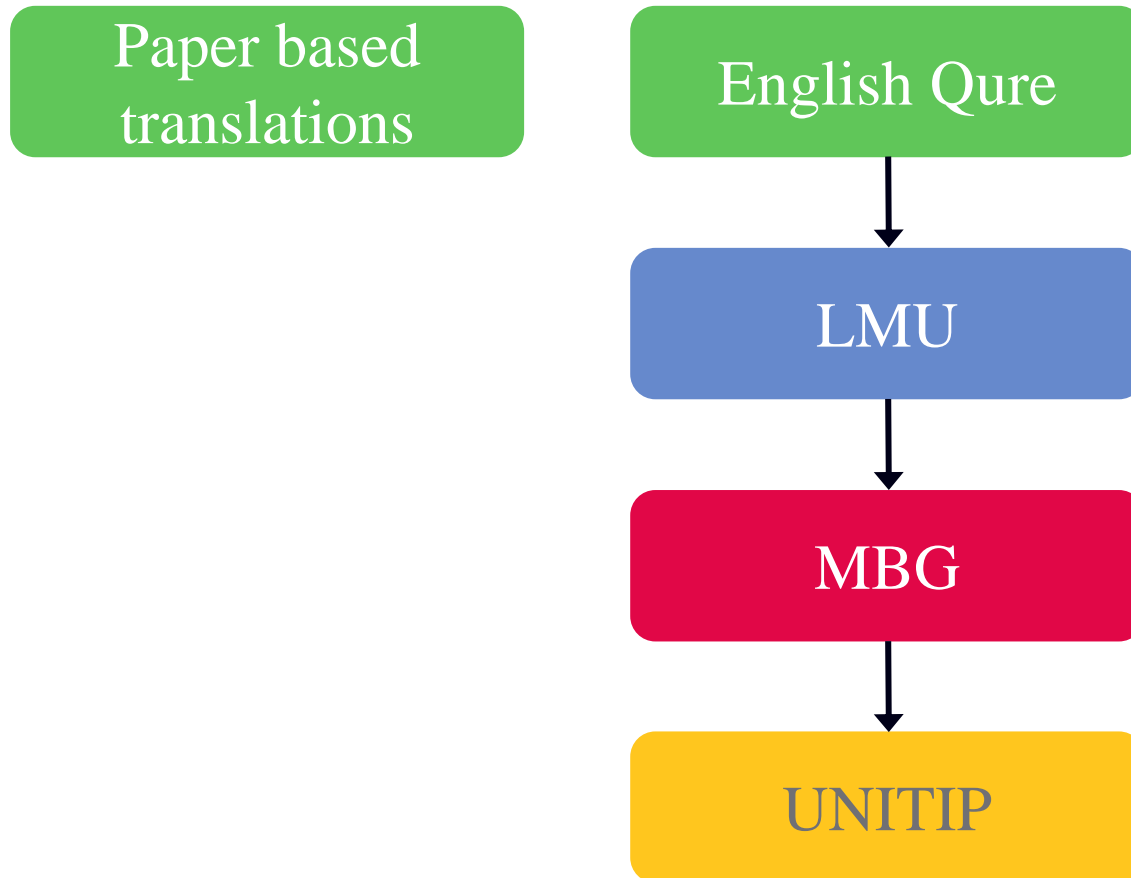 Paper based
translations
English Qure
LMU
MBG
UNITIP